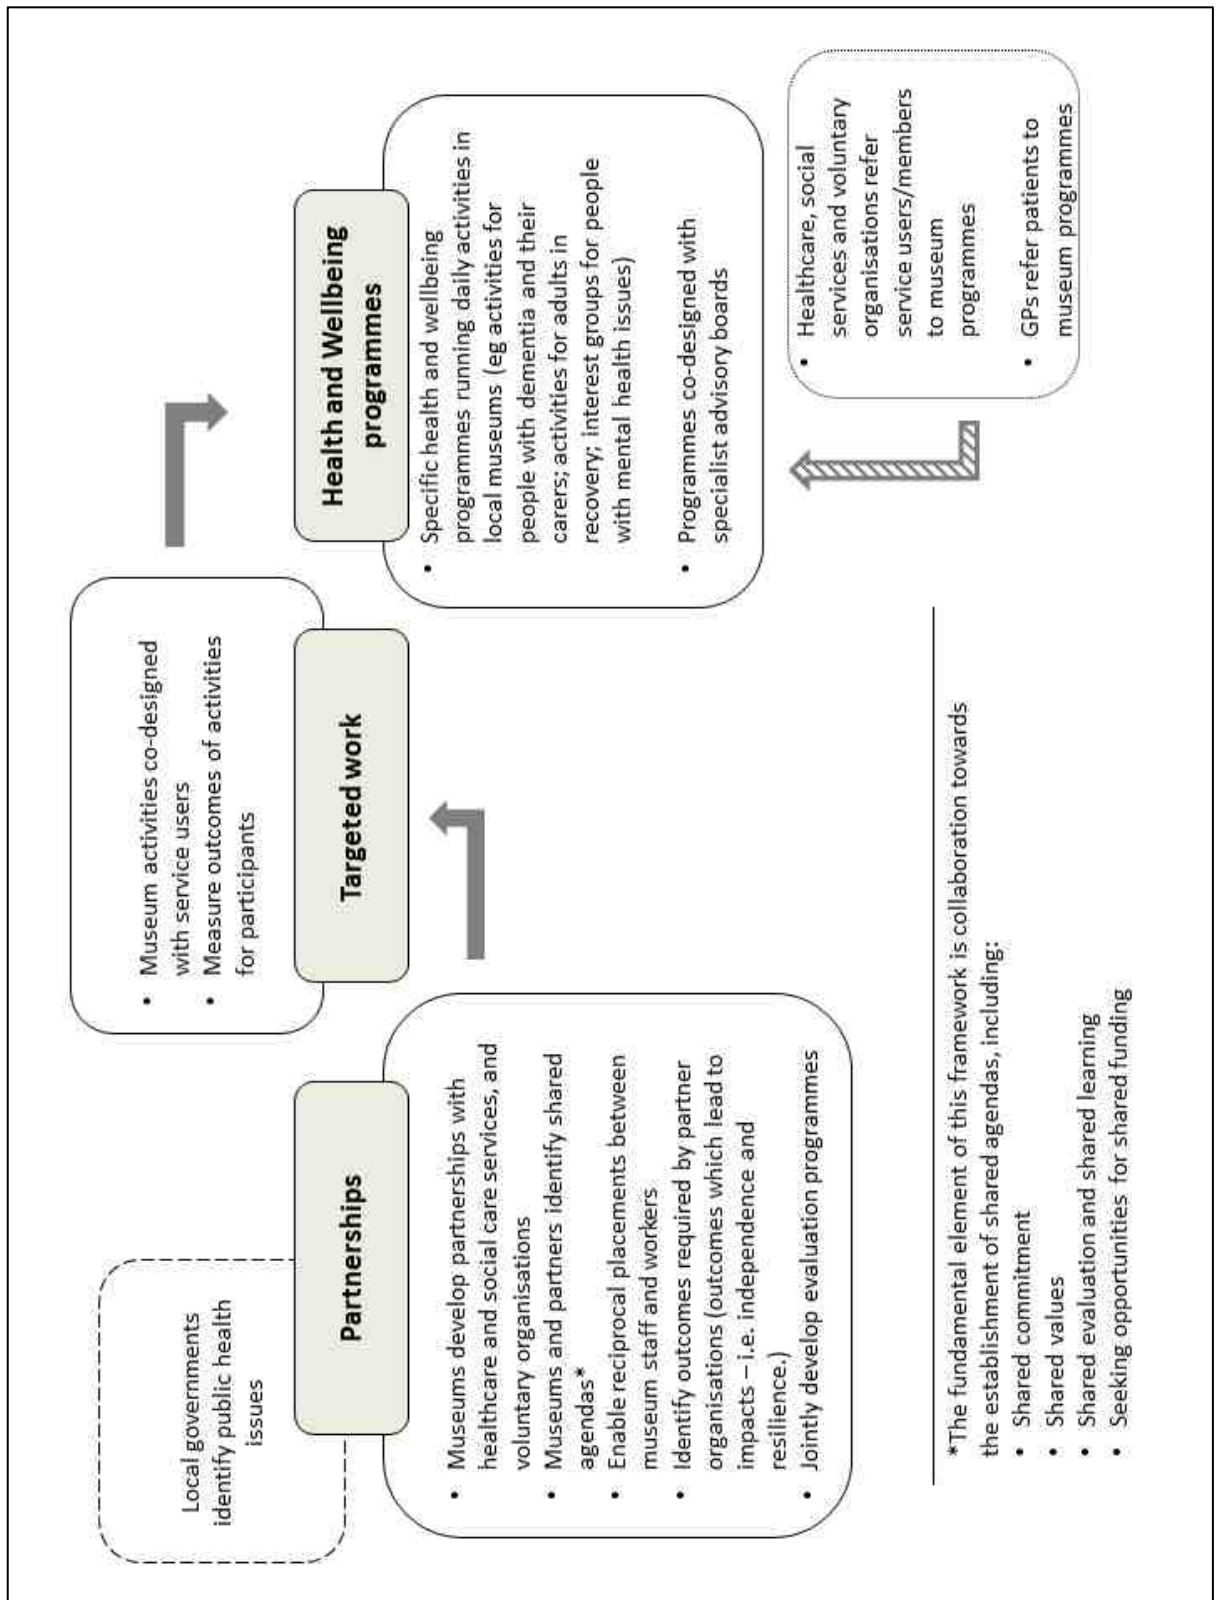 Local governments
identify public health
issues
Partnerships
• Museums develop partnerships with
healthcare and social care services, and
voluntary organisations
• Museums and partners identify shared
agendas*
• Enable reciprocal placements between
museum staff and workers
• Identify outcomes required by partner
organisations (outcomes which lead to
impacts – i.e. independence and
resilience.)
• Jointly develop evaluation programmes
• Museum activities co-designed
with service users
• Measure outcomes of activities
for participants
Targeted work
Health and Wellbeing
programmes
• Specific health and wellbeing
programmes running daily activities in
local museums (eg activities for
people with dementia and their
carers; activities for adults in
recovery; interest groups for people
with mental health issues)
• Programmes co-designed with
specialist advisory boards
• Healthcare, social
services and voluntary
organisations refer
service users/members
to museum
programmes
• GPs refer patients to
museum programmes
*The fundamental element of this framework is collaboration towards
the establishment of shared agendas, including:
• Shared commitment
• Shared values
• Shared evaluation and shared learning
• Seeking opportunities for shared funding